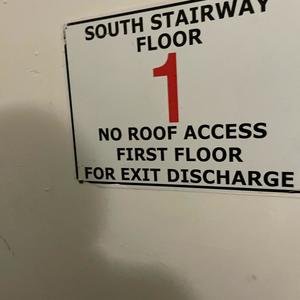 SOUTH STAIRWAY
FLOOR
1
NO ROOF ACCESS
FIRST FLOOR
FOR EXIT DISCHARGE